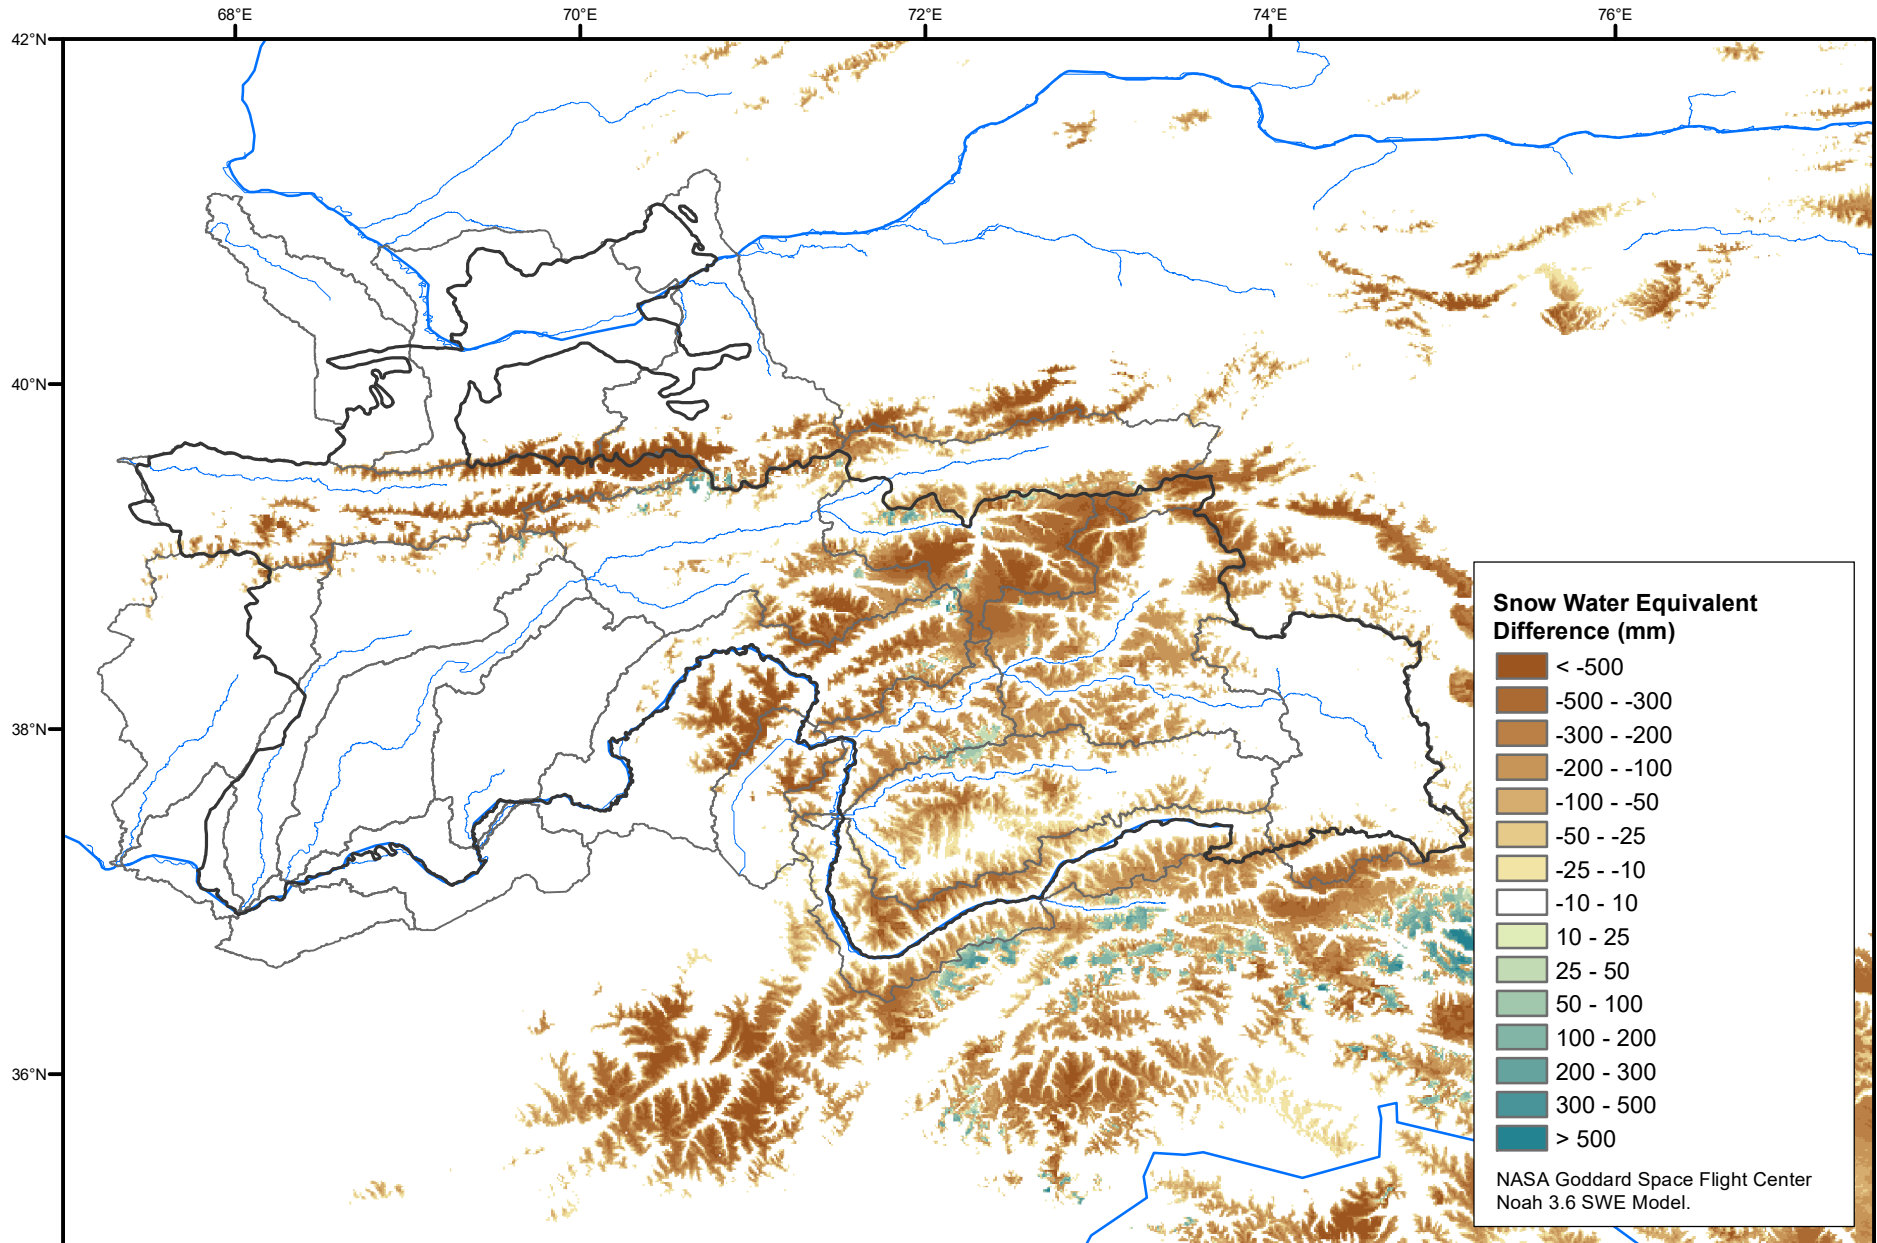 68°E
70°E
72°E
74°E
76°E
42°N
40°N
38°N
36°N
Snow Water Equivalent
Difference (mm)
< -500
-500 - -300
-300 - -200
-200 - -100
-100 - -50
-50 - -25
-25 - -10
-10 - 10
10 - 25
25 - 50
50 - 100
100 - 200
200 - 300
300 - 500
> 500
NASA Goddard Space Flight Center
Noah 3.6 SWE Model.